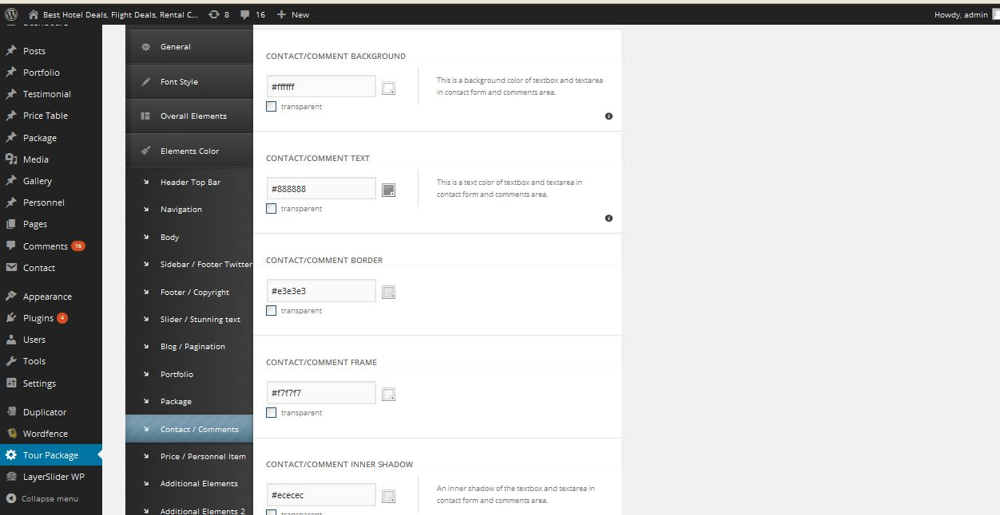 Best Hotel Deals, Flight Deals, Rental C... 8 16 + New Howdy, admin
Dashboard
Posts
Portfolio
Testimonial
Price Table
Package
Media
Gallery
Personnel
Pages
Comments 16
Contact
Appearance
Plugins 4
Users
Tools
Settings
Duplicator
Wordfence
Tour Package
LayerSlider WP
Collapse menu
General
Font Style
Overall Elements
Elements Color
Header Top Bar
Navigation
Body
Sidebar / Footer Twitter
Footer / Copyright
Slider / Stunning text
Blog / Pagination
Portfolio
Package
Contact / Comments
Price / Personnel Item
Additional Elements
Additional Elements 2
CONTACT/COMMENT BACKGROUND
#ffffff
transparent
This is a background color of textbox and textarea
in contact form and comments area.
CONTACT/COMMENT TEXT
#888888
transparent
This is a text color of textbox and textarea in
contact form and comments area.
CONTACT/COMMENT BORDER
#e3e3e3
transparent
CONTACT/COMMENT FRAME
#f7f7f7
transparent
CONTACT/COMMENT INNER SHADOW
#ececec
transparent
An inner shadow of the textbox and textarea in
contact form and comments area.